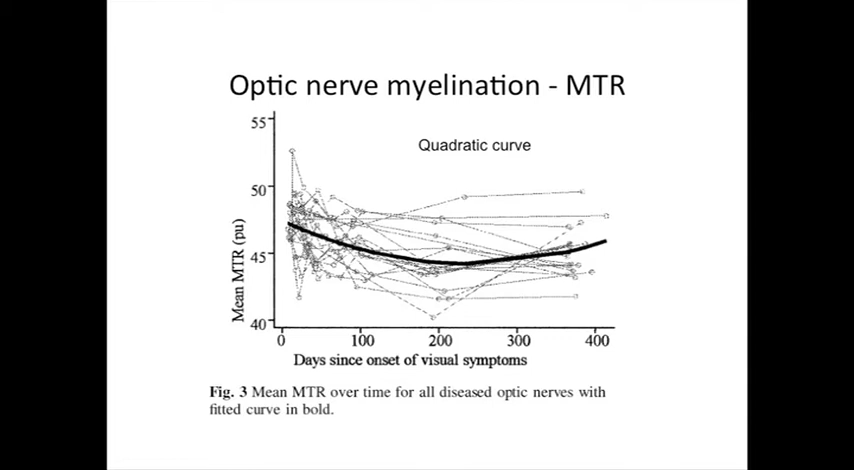 Optic nerve myelination - MTR
Quadratic curve
55
50
45
40
Mean MTR (pu)
0 100 200 300 400
Days since onset of visual symptoms
Fig. 3 Mean MTR over time for all diseased optic nerves with
fitted curve in bold.